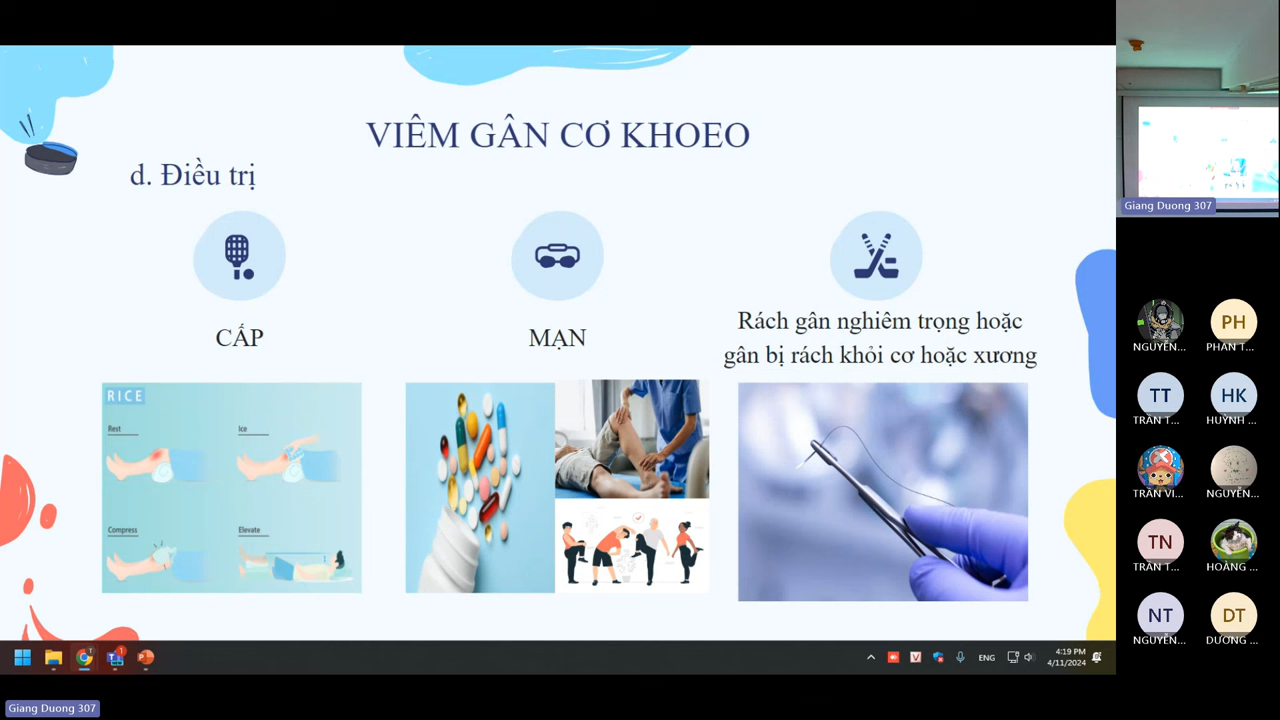 VIÊM GÂN CƠ KHOEO
d. Điều trị
CẤP
MẠN
Rách gân nghiêm trọng hoặc
gân bị rách khỏi cơ hoặc xương
RICE
Rest
Ice
Compress
Elevate
Giang Duong 307
NGUYỄN...
PHAN T...
TT
TRẦN T...
HK
HUỲNH ...
TRẦN VI...
NGUYỄN...
TN
TRẦN T...
HOÀNG ...
NT
NGUYỄN...
DT
DƯƠNG ...
PH
ENG
4:19 PM
4/11/2024
Giang Duong 307